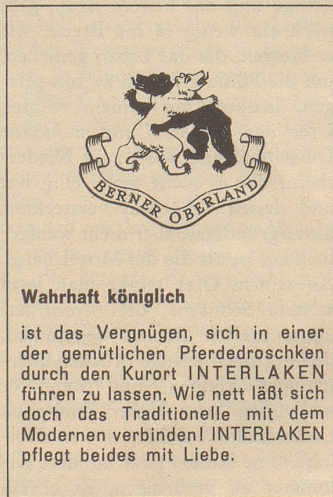 BERNER OBERLAND
Wahrhaft königlich
ist das Vergnügen, sich in einer
der gemütlichen Pferdedroschken
durch den Kurort INTERLAKEN
führen zu lassen. Wie nett läßt sich
doch das Traditionelle mit dem
Modernen verbinden! INTERLAKEN
pflegt beides mit Liebe.